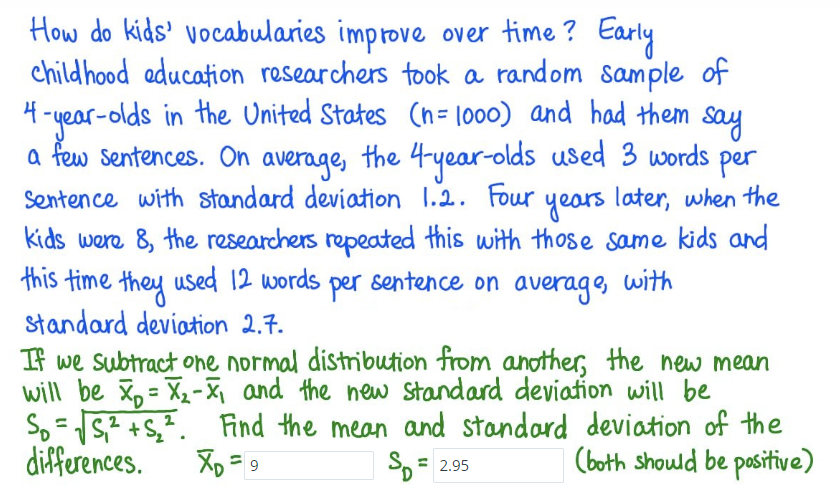 How do kids' vocabularies improve over time? Early
childhood education researchers took a random sample of
4-year-olds in the United States (n=1000) and had them say
a few sentences. On average, the 4-year-olds used 3 words per
sentence with standard deviation 1.2. Four years later, when the
kids were 8, the researchers repeated this with those same kids and
this time they used 12 words per sentence on average, with
standard deviation 2.7.
If we subtract one normal distribution from another, the new mean
will be x̄_D = x̄₂ - x̄₁ and the new standard deviation will be
S_D = √(S₁² + S₂²). Find the mean and standard deviation of the
differences. x̄_D = 9 S_D = 2.95 (both should be positive)